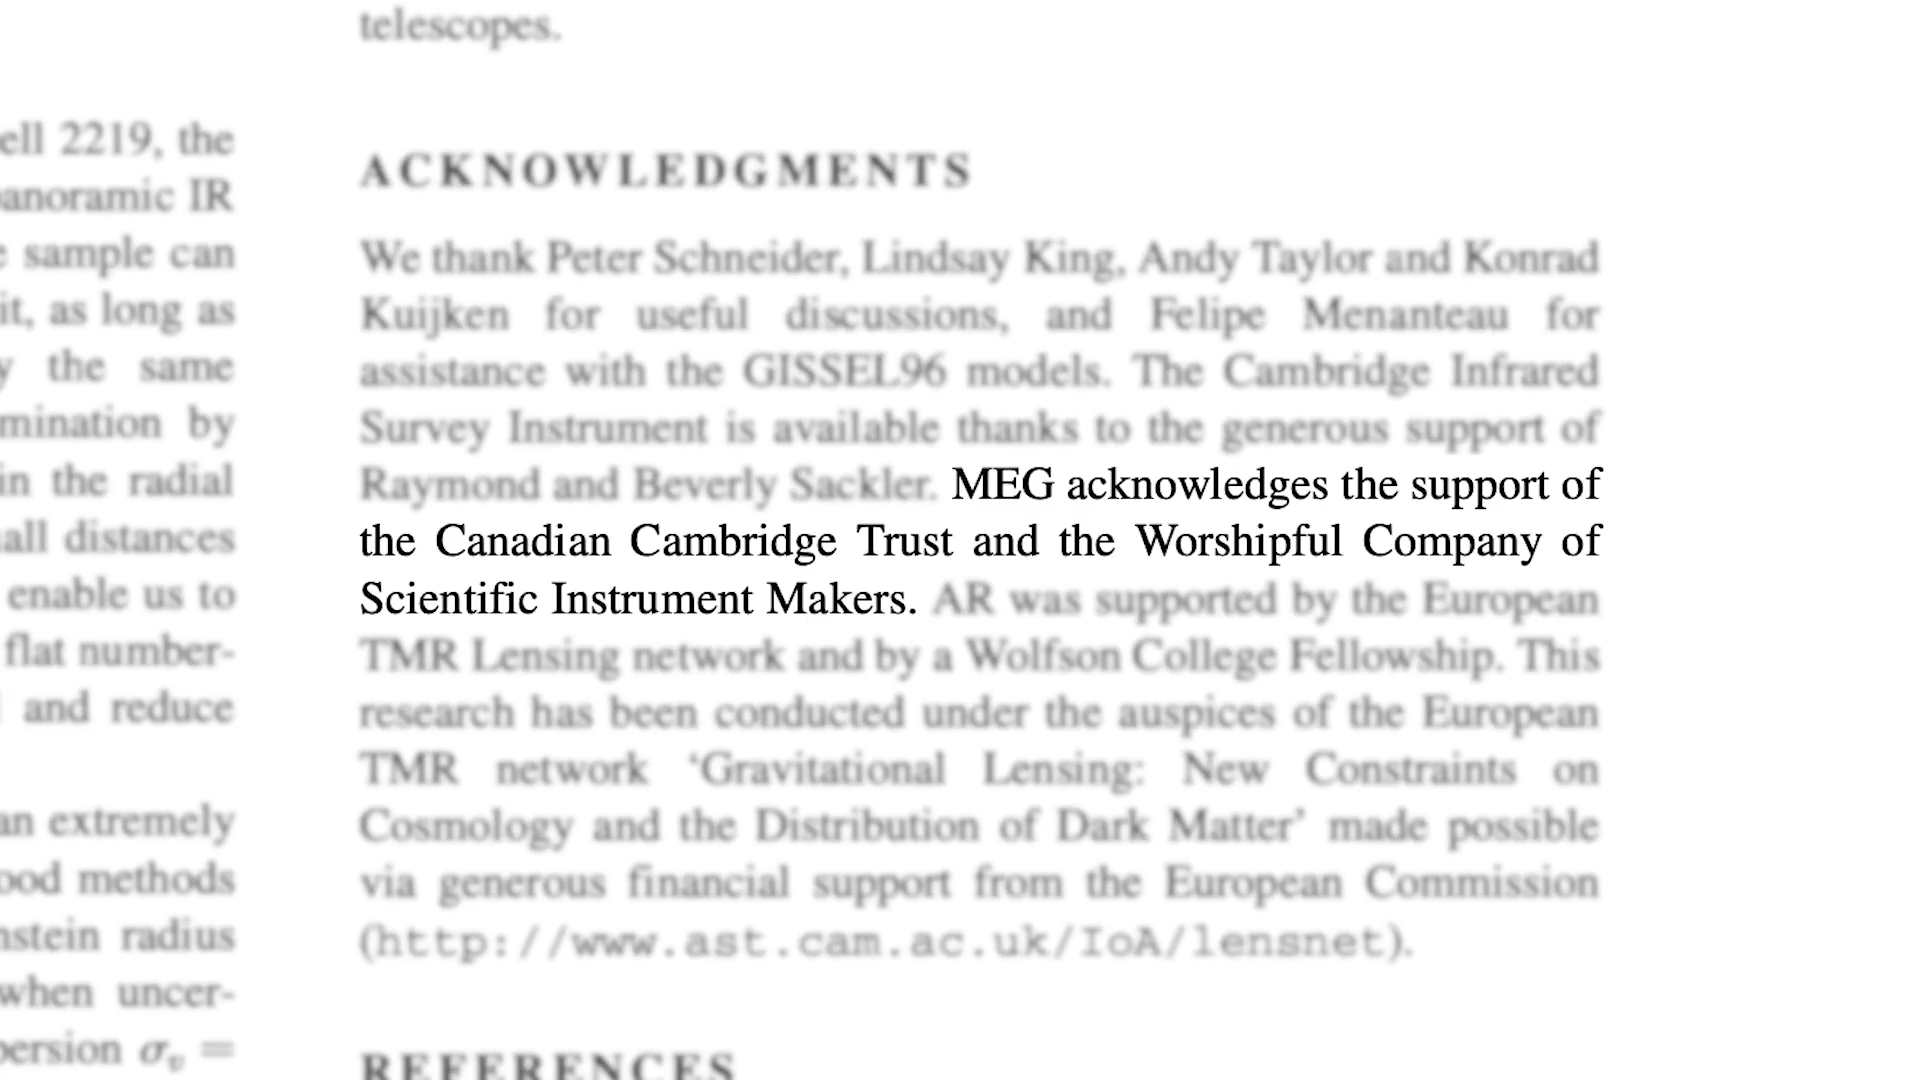 telescopes.
ell 2219, the
panoramic IR
sample can
it, as long as
y the same
mination by
in the radial
all distances
enable us to
flat number-
and reduce
an extremely
ood methods
nstein radius
when uncer-
persion σv =
ACKNOWLEDGMENTS
We thank Peter Schneider, Lindsay King, Andy Taylor and Konrad
Kuijken for useful discussions, and Felipe Menanteau for
assistance with the GISSEL96 models. The Cambridge Infrared
Survey Instrument is available thanks to the generous support of
Raymond and Beverly Sackler. MEG acknowledges the support of
the Canadian Cambridge Trust and the Worshipful Company of
Scientific Instrument Makers. AR was supported by the European
TMR Lensing network and by a Wolfson College Fellowship. This
research has been conducted under the auspices of the European
TMR network ‘Gravitational Lensing: New Constraints on
Cosmology and the Distribution of Dark Matter’ made possible
via generous financial support from the European Commission
(http://www.ast.cam.ac.uk/IoA/lensnet).
REFERENCES